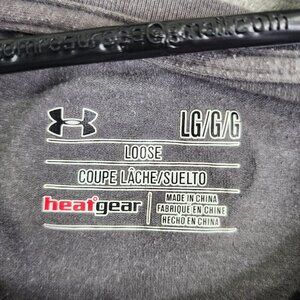 LG/G/G
LOOSE
COUPE LÂCHE/SUELTO
heatgear
MADE IN CHINA
FABRIQUÉ EN CHINE
HECHO EN CHINA